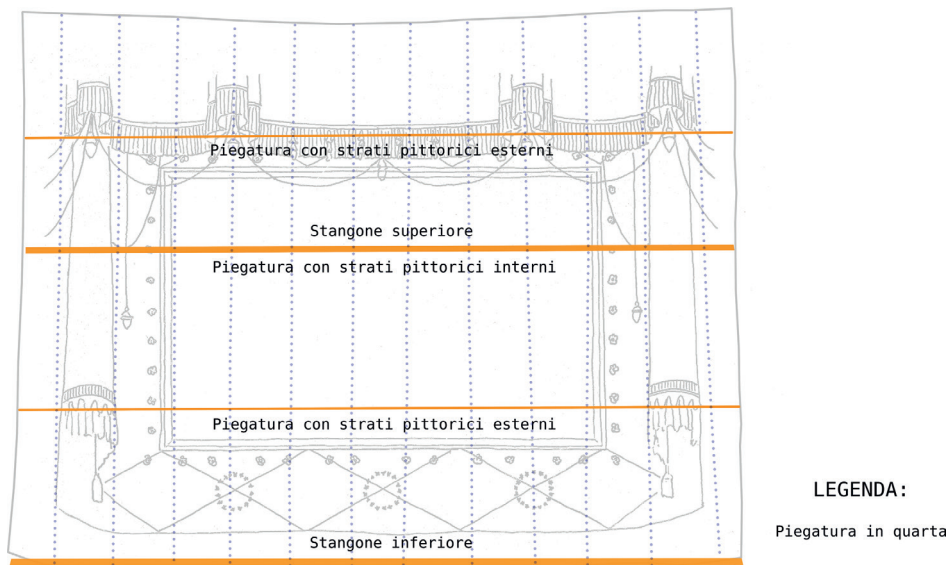 Piegatura con strati pittorici esterni
Stangone superiore
Piegatura con strati pittorici interni
Piegatura con strati pittorici esterni
Stangone inferiore
LEGENDA:
Piegatura in quarta